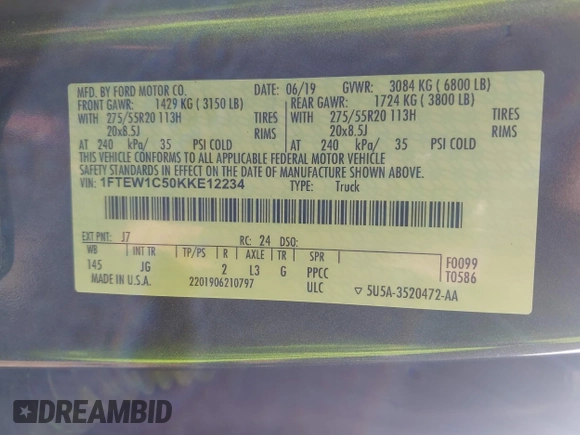 MFD. BY FORD MOTOR CO. DATE: 06/19 GVWR: 3084 KG ( 6800 LB)
FRONT GAWR: 1429 KG ( 3150 LB) REAR GAWR: 1724 KG ( 3800 LB)
WITH 275/55R20 113H TIRES WITH 275/55R20 113H TIRES
20x8.5J RIMS 20x8.5J RIMS
AT 240 kPa/ 35 PSI COLD AT 240 kPa/ 35 PSI COLD
THIS VEHICLE CONFORMS TO ALL APPLICABLE FEDERAL MOTOR VEHICLE
SAFETY STANDARDS IN EFFECT ON THE DATE OF MANUFACTURE SHOWN ABOVE.
VIN: 1FTEW1C50KKE12234 TYPE: Truck
EXT PNT: J7 RC: 24 DSO:
WB INT TR TP/PS R AXLE TR SPR F0099
145 JG 2 L3 G PPCC T0586
MADE IN U.S.A. 2201906210797 ULC ▽ 5U5A-3520472-AA
DREAMBID